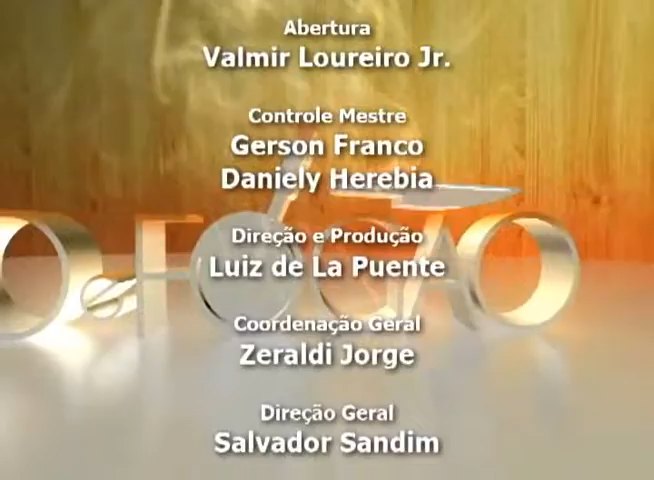 Abertura
Valmir Loureiro Jr.
Controle Mestre
Gerson Franco
Daniely Herebia
Direção e Produção
Luiz de La Puente
Coordenação Geral
Zeraldi Jorge
Direção Geral
Salvador Sandim